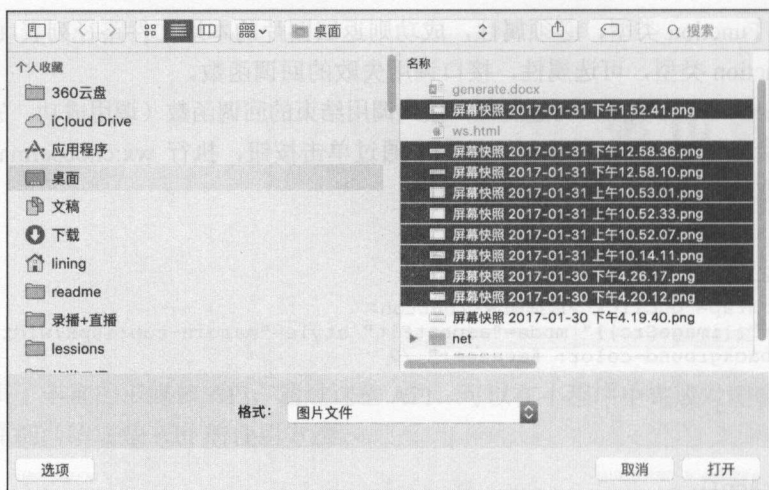 桌面
搜索
个人收藏
360云盘
iCloud Drive
应用程序
桌面
文稿
下载
lining
readme
录播+直播
lessions
名称
generate.docx
屏幕快照 2017-01-31 下午1.52.41.png
ws.html
屏幕快照 2017-01-31 下午12.58.36.png
屏幕快照 2017-01-31 下午12.58.10.png
屏幕快照 2017-01-31 上午10.53.01.png
屏幕快照 2017-01-31 上午10.52.33.png
屏幕快照 2017-01-31 上午10.52.07.png
屏幕快照 2017-01-31 上午10.14.11.png
屏幕快照 2017-01-30 下午4.26.17.png
屏幕快照 2017-01-30 下午4.20.12.png
屏幕快照 2017-01-30 下午4.19.40.png
net
格式: 图片文件
选项
取消
打开